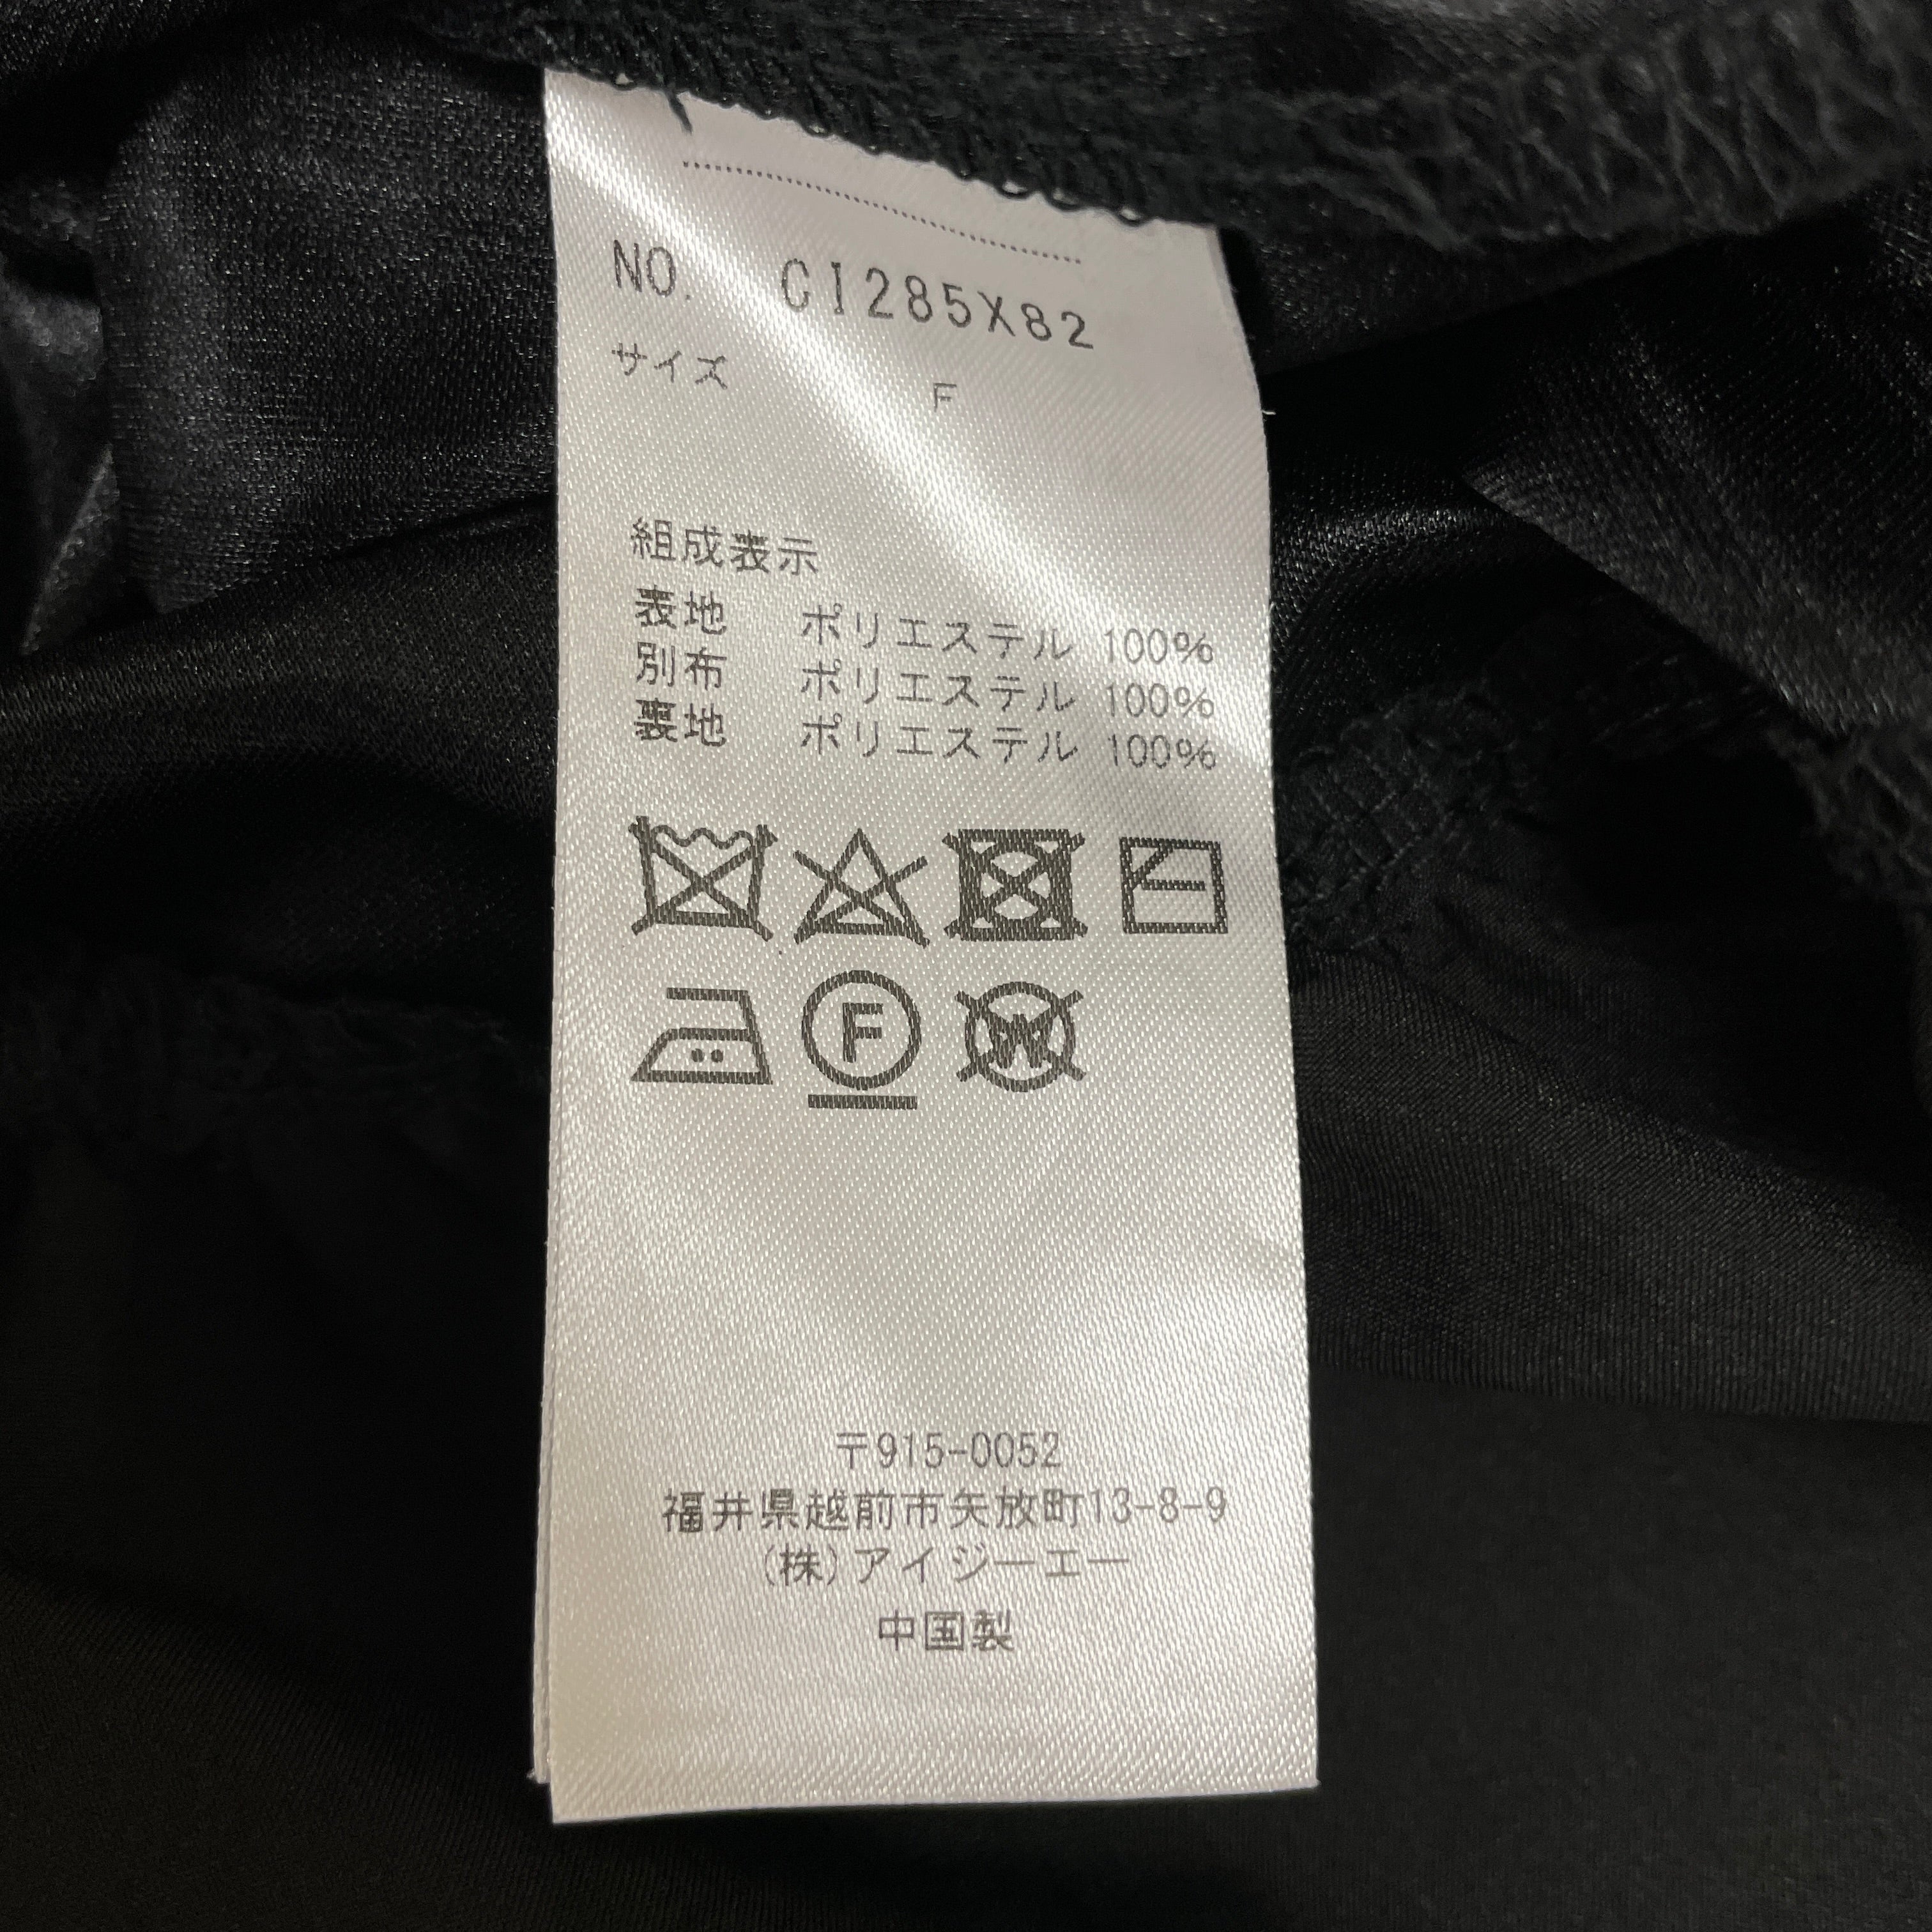 NO. CI285X82
サイズ F
組成表示
表地 ポリエステル 100%
別布 ポリエステル 100%
裏地 ポリエステル 100%
F W
〒915-0052
福井県越前市矢放町13-8-9
(株)アイジーエー
中国製